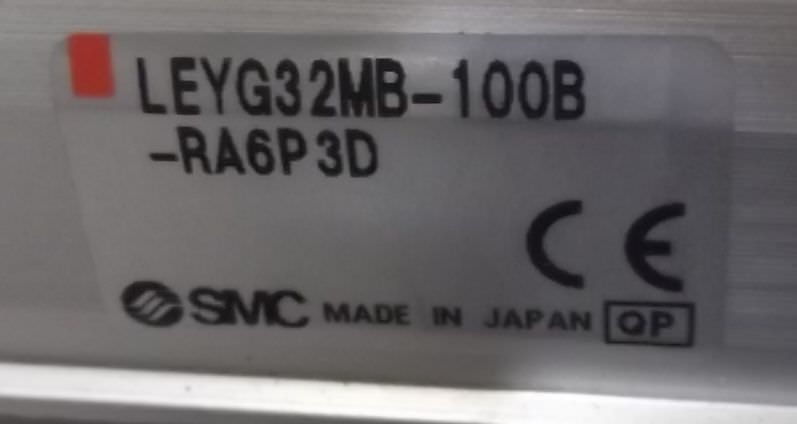 LEYG32MB-100B
-RA6P3D
CE
SMC MADE IN JAPAN QP